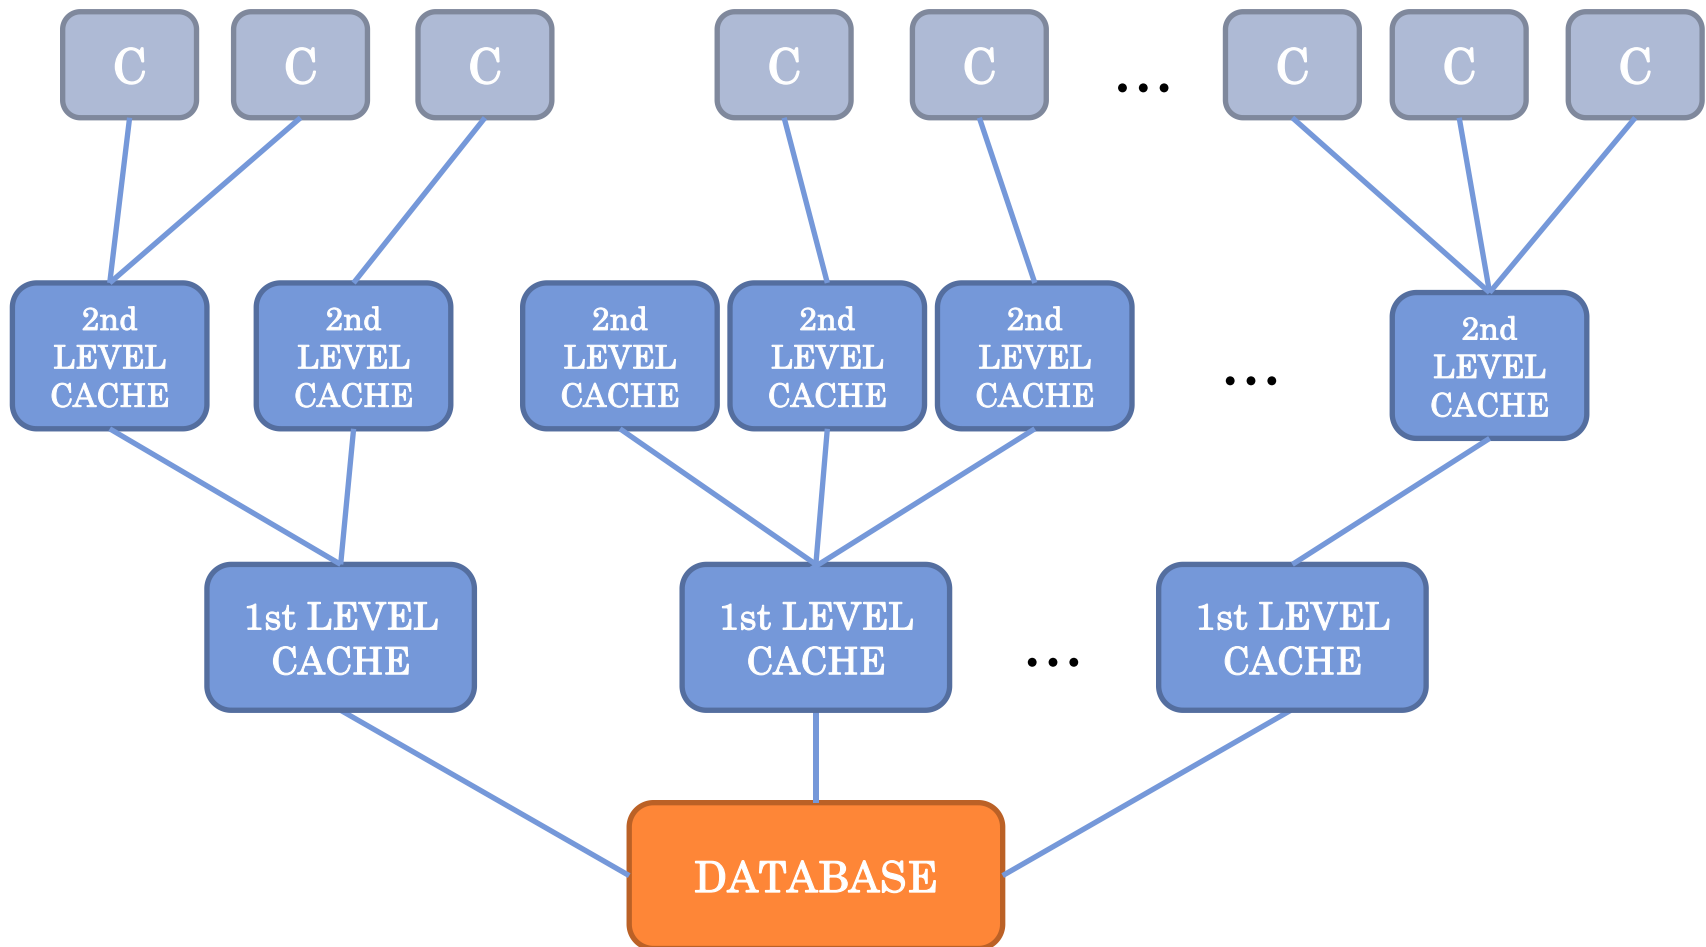 C
C
C
C
C
...
C
C
C
2nd
LEVEL
CACHE
2nd
LEVEL
CACHE
2nd
LEVEL
CACHE
2nd
LEVEL
CACHE
2nd
LEVEL
CACHE
...
2nd
LEVEL
CACHE
1st LEVEL
CACHE
1st LEVEL
CACHE
...
1st LEVEL
CACHE
DATABASE